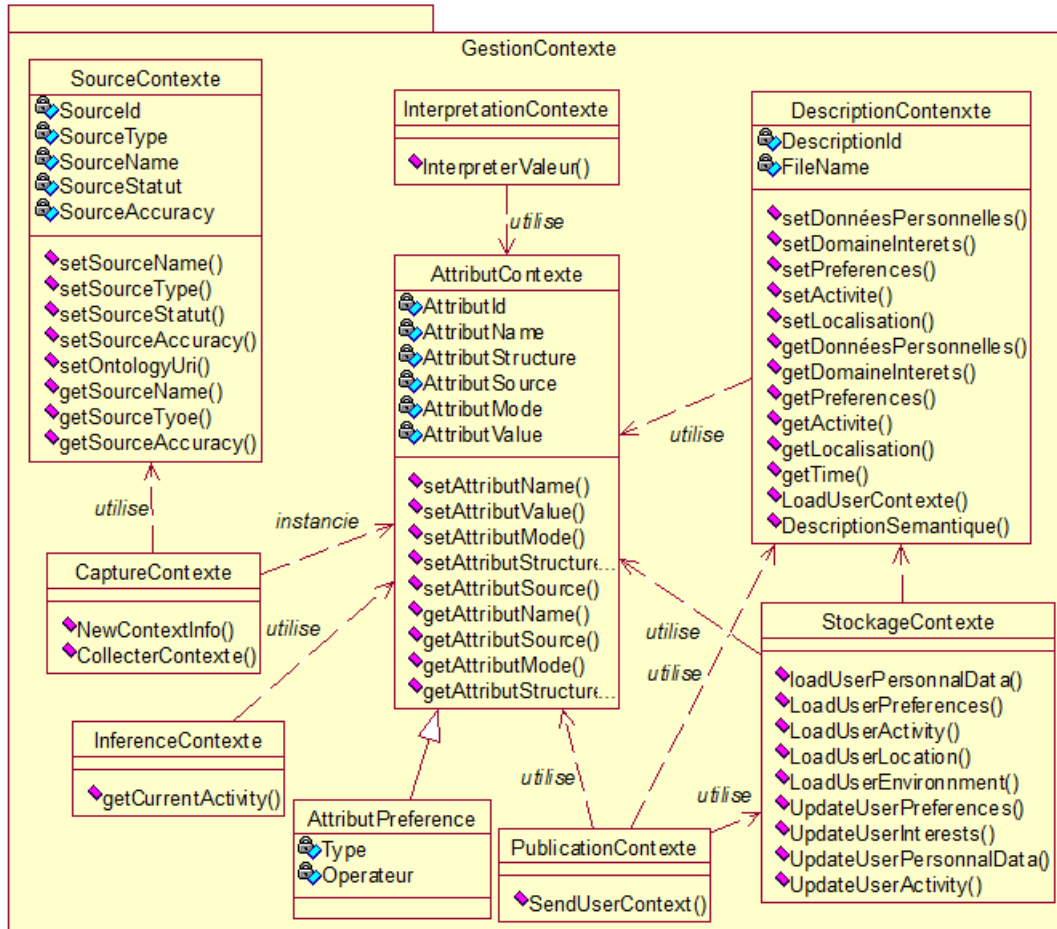 GestionContexte
SourceContexte
SourceId
SourceType
SourceName
SourceStatut
SourceAccuracy
setSourceName()
setSourceType()
setSourceStatut()
setSourceAccuracy()
setOntologyUri()
getSourceName()
getSourceTyoe()
getSourceAccuracy()
InterpretationContexte
InterpreterValeur()
utilise
DescriptionContenxte
DescriptionId
FileName
setDonnéesPersonnelles()
setDomaineInterets()
setPreferences()
setActivite()
setLocalisation()
getDonnéesPersonnelles()
getDomaineInterets()
getPreferences()
getActivite()
getLocalisation()
getTime()
LoadUserContexte()
DescriptionSemantique()
AttributContexte
AttributId
AttributName
AttributStructure
AttributSource
AttributMode
AttributValue
setAttributName()
setAttributValue()
setAttributMode()
setAttributStructure...
setAttributSource()
getAttributName()
getAttributSource()
getAttributMode()
getAttributStructure...
utilise
utilise
instancie
CaptureContexte
NewContextInfo()
CollecterContexte()
utilise
utilise
utilise
StockageContexte
loadUserPersonnalData()
LoadUserPreferences()
LoadUserActivity()
LoadUserLocation()
LoadUserEnvironnment()
UpdateUserPreferences()
UpdateUserInterests()
UpdateUserPersonnalData()
UpdateUserActivity()
InferenceContexte
getCurrentActivity()
utilise
utilise
AttributPreference
Type
Operateur
PublicationContexte
SendUserContext()